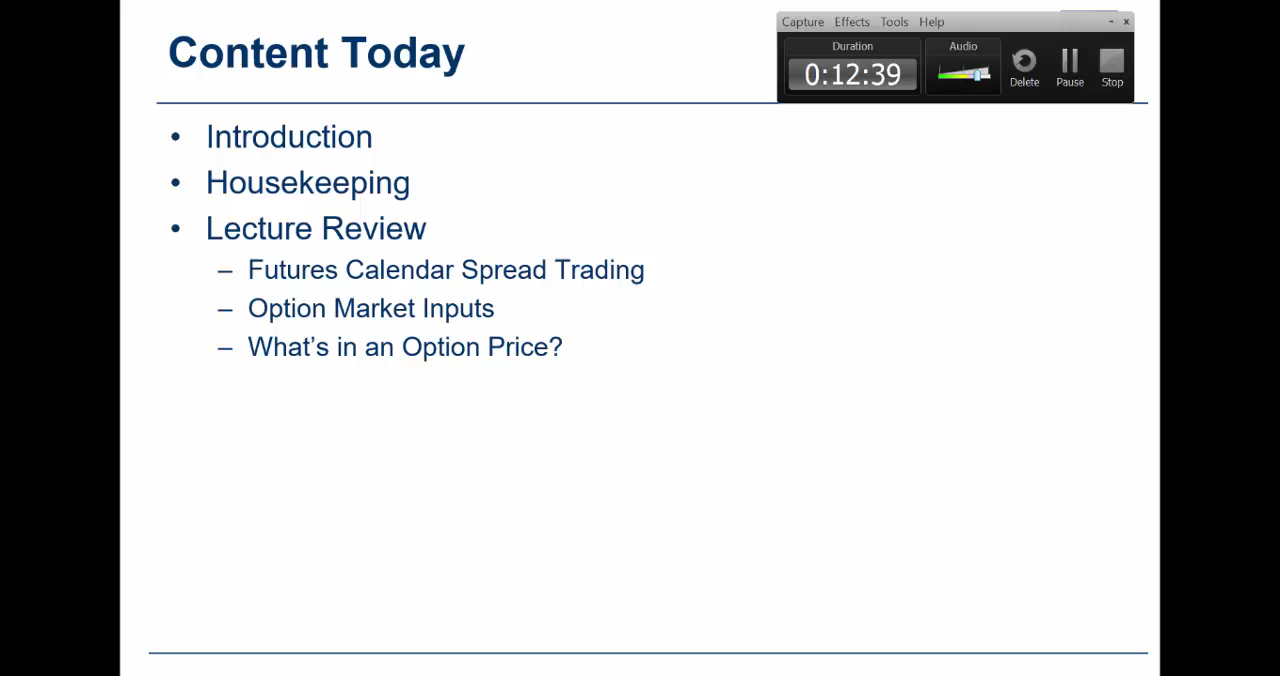 Content Today
Capture Effects Tools Help
Duration
0:12:39
Audio
Delete
Pause
Stop
• Introduction
• Housekeeping
• Lecture Review
– Futures Calendar Spread Trading
– Option Market Inputs
– What’s in an Option Price?